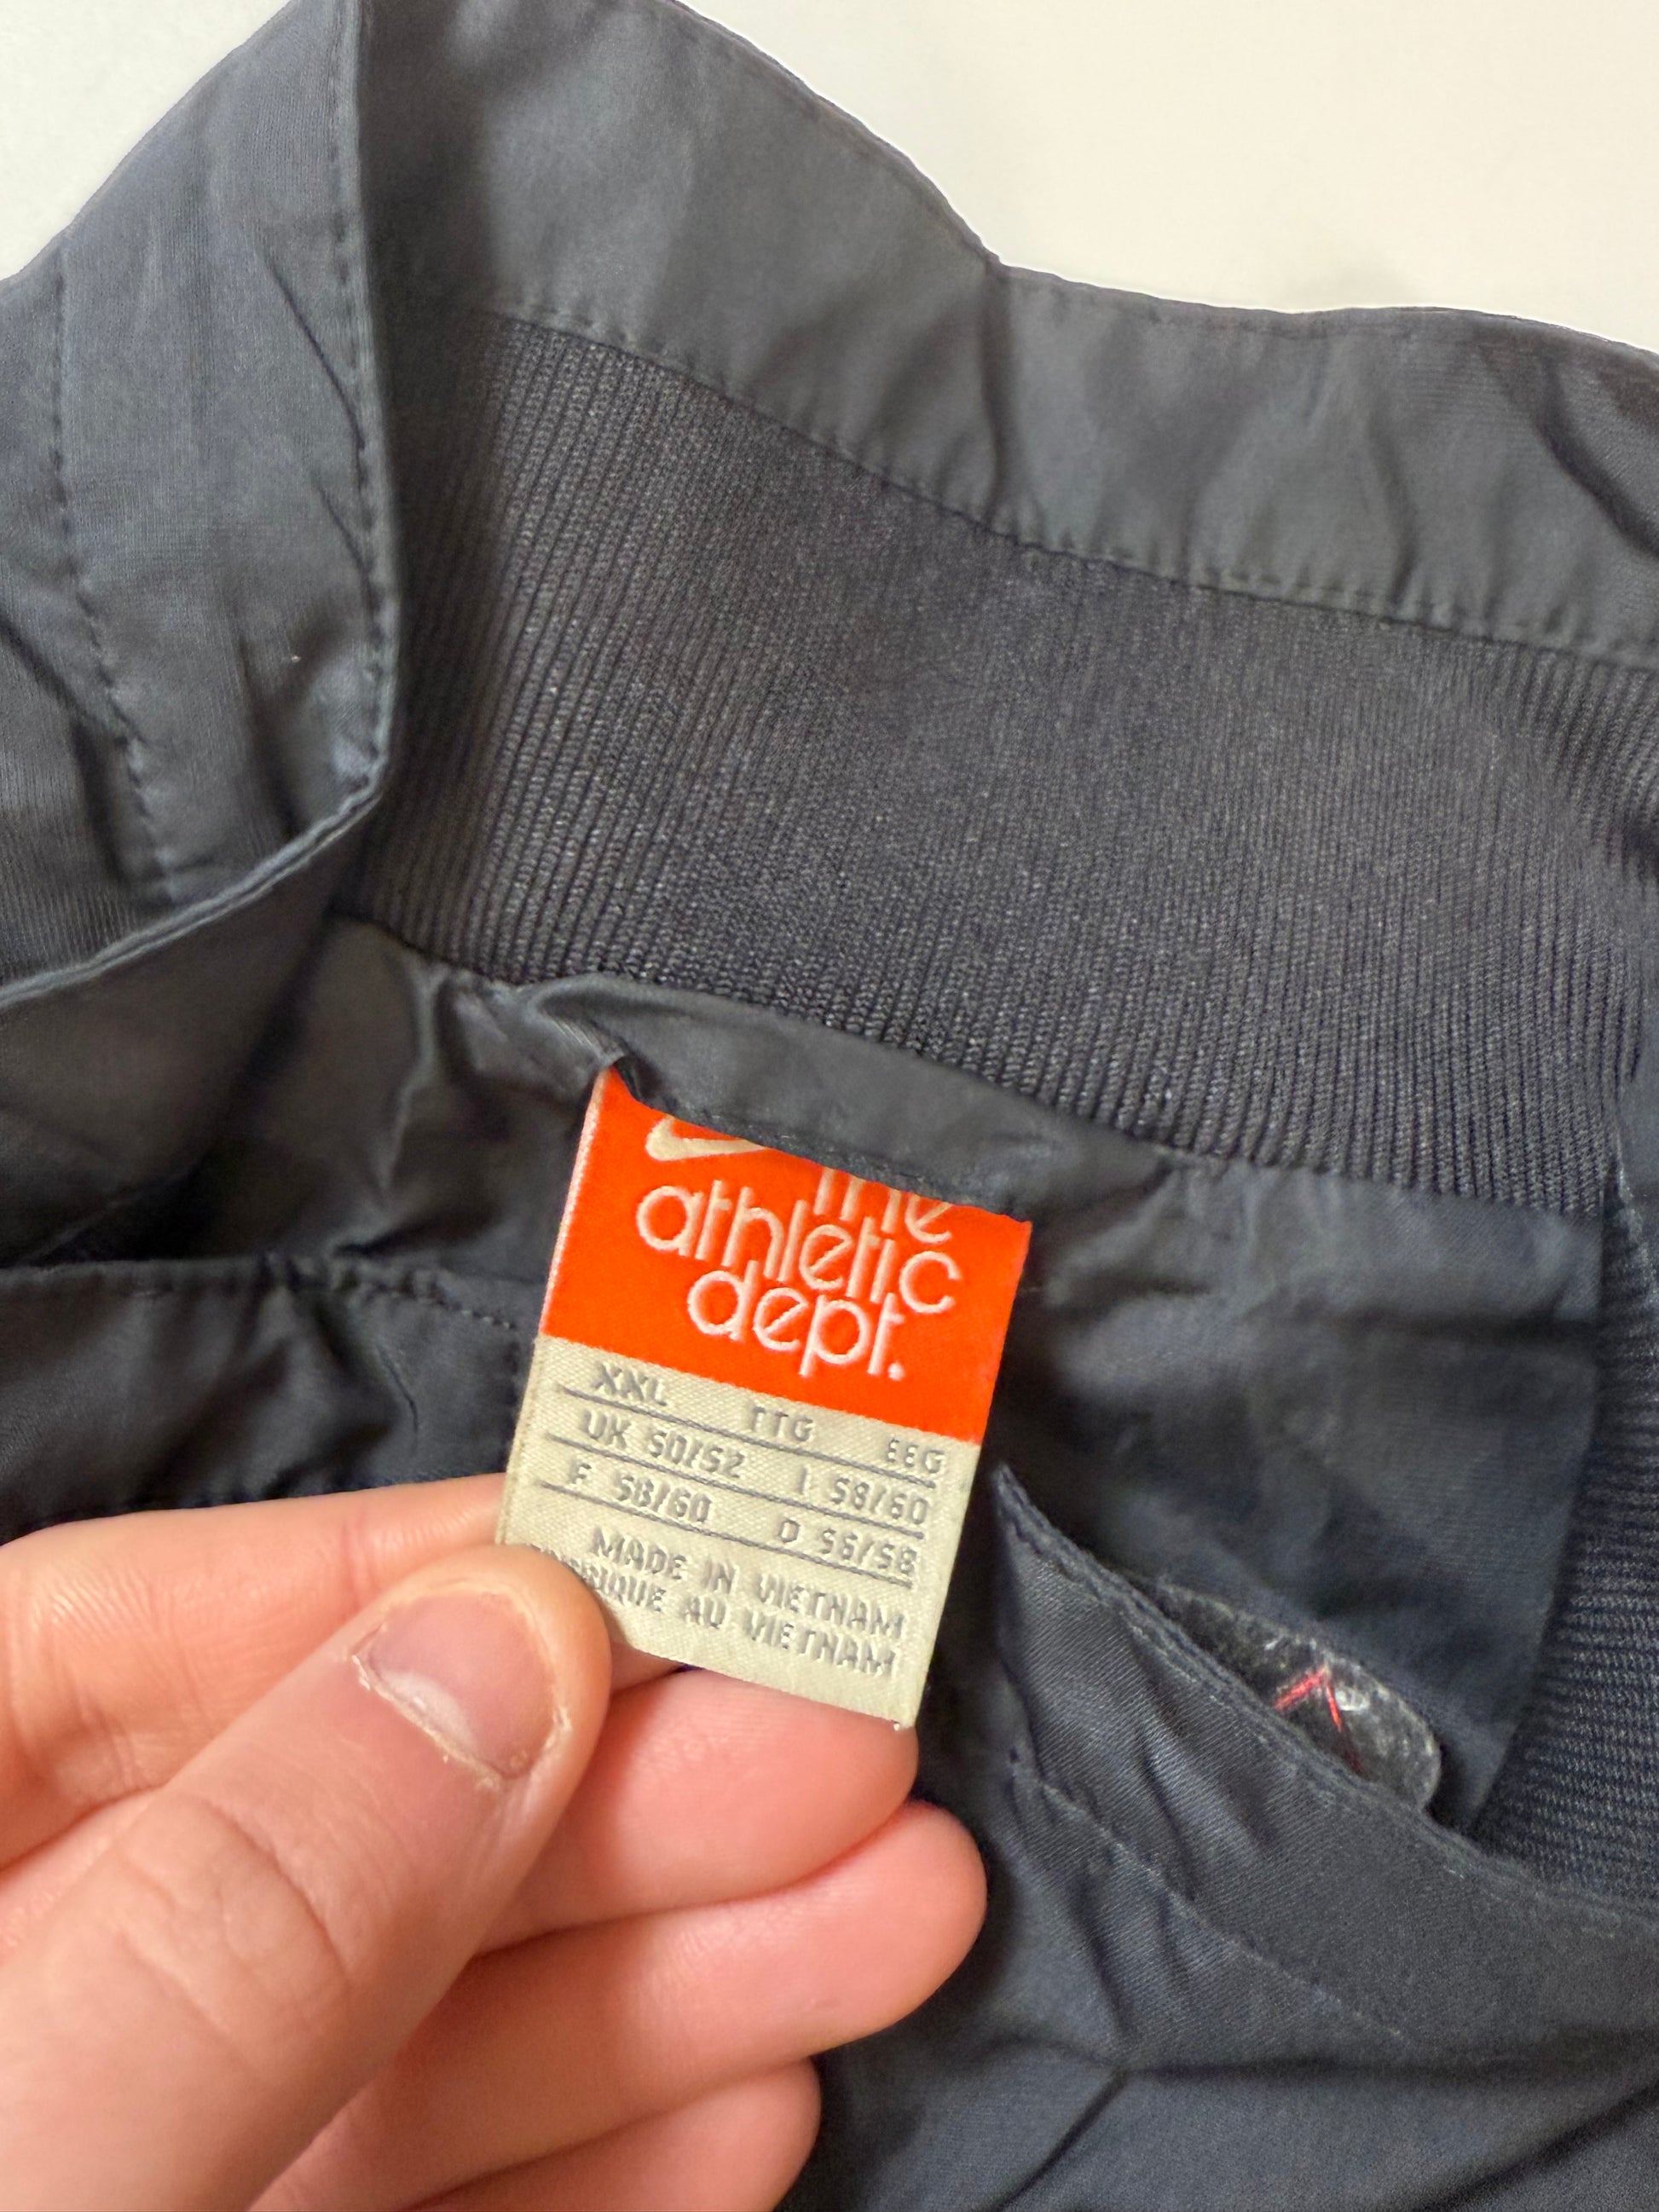 the
athletic
dept.
XXL TTG EEG
UK 50/52 I 58/60
F 58/60 D 56/58
MADE IN VIETNAM
AU VIETNAM